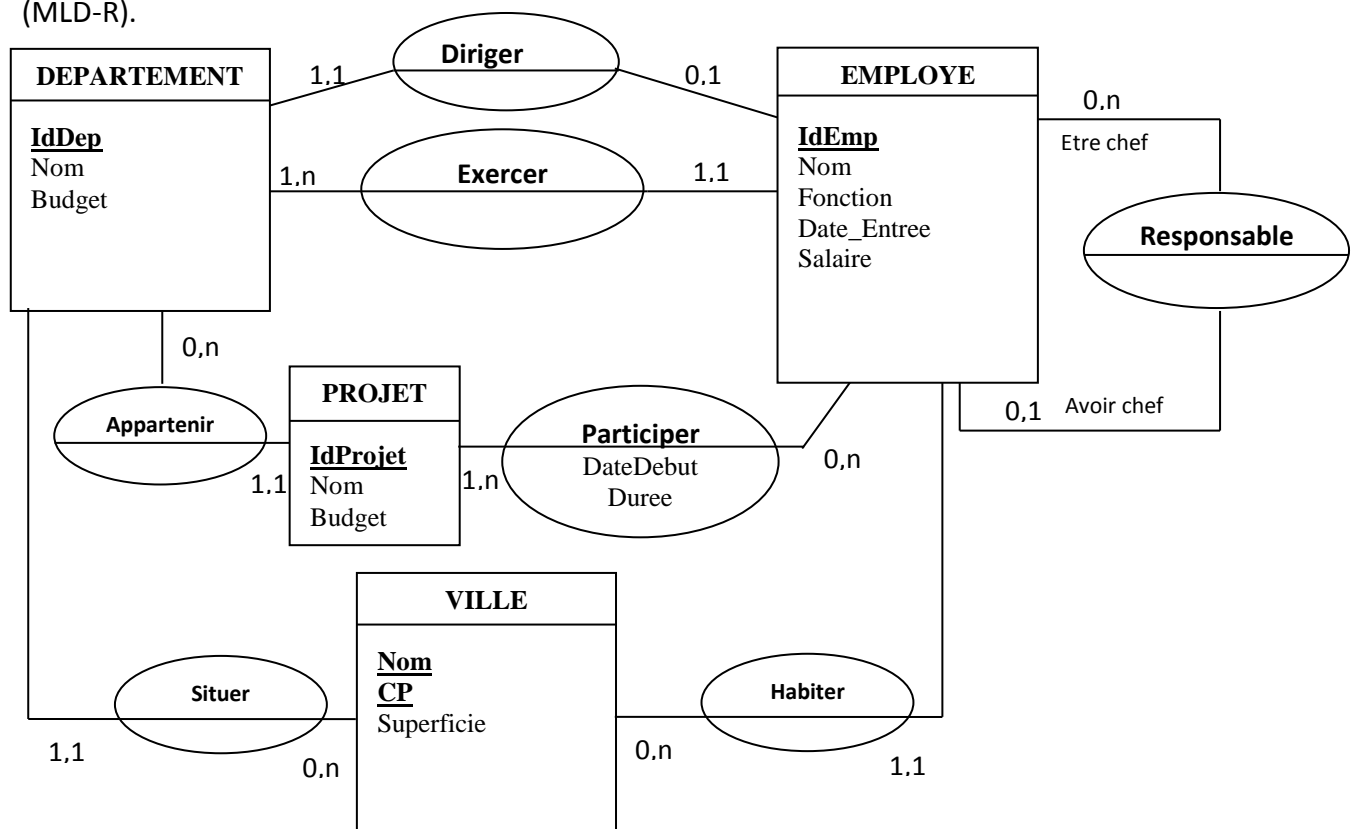 (MLD-R).
DEPARTEMENT
IdDep
Nom
Budget
1,1
Diriger
0,1
1,n
Exercer
1,1
EMPLOYE
IdEmp
Nom
Fonction
Date_Entree
Salaire
0,n
Etre chef
Responsable
0,1
Avoir chef
0,n
Appartenir
1,1
PROJET
IdProjet
Nom
Budget
1,n
Participer
DateDebut
Duree
0,n
VILLE
Nom
CP
Superficie
Situer
1,1
0,n
Habiter
0,n
1,1